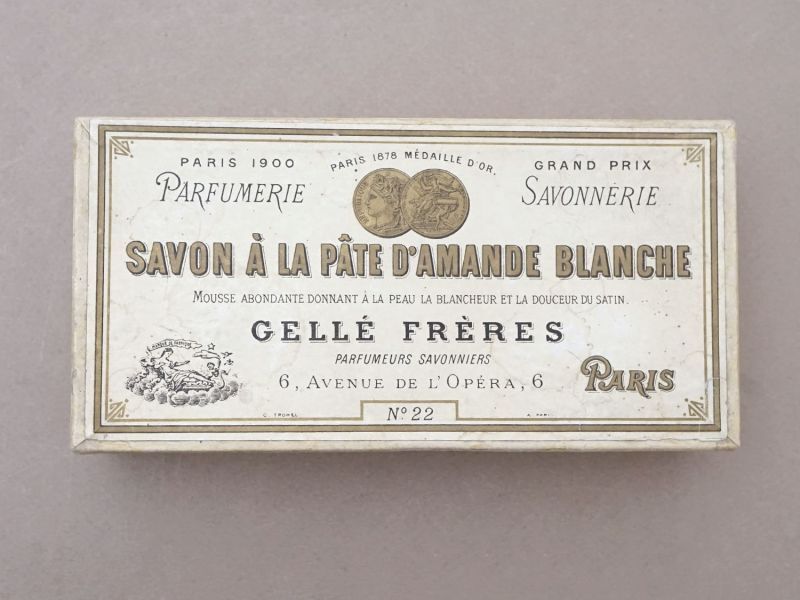 PARIS 1900
PARIS 1878 MÉDAILLE D'OR.
GRAND PRIX
PARFUMERIE
SAVONNERIE
SAVON À LA PÂTE D'AMANDE BLANCHE
MOUSSE ABONDANTE DONNANT À LA PEAU LA BLANCHEUR ET LA DOUCEUR DU SATIN.
GELLÉ FRÈRES
PARFUMEURS SAVONNIERS
6, AVENUE DE L'OPÉRA, 6
PARIS
Nº 22